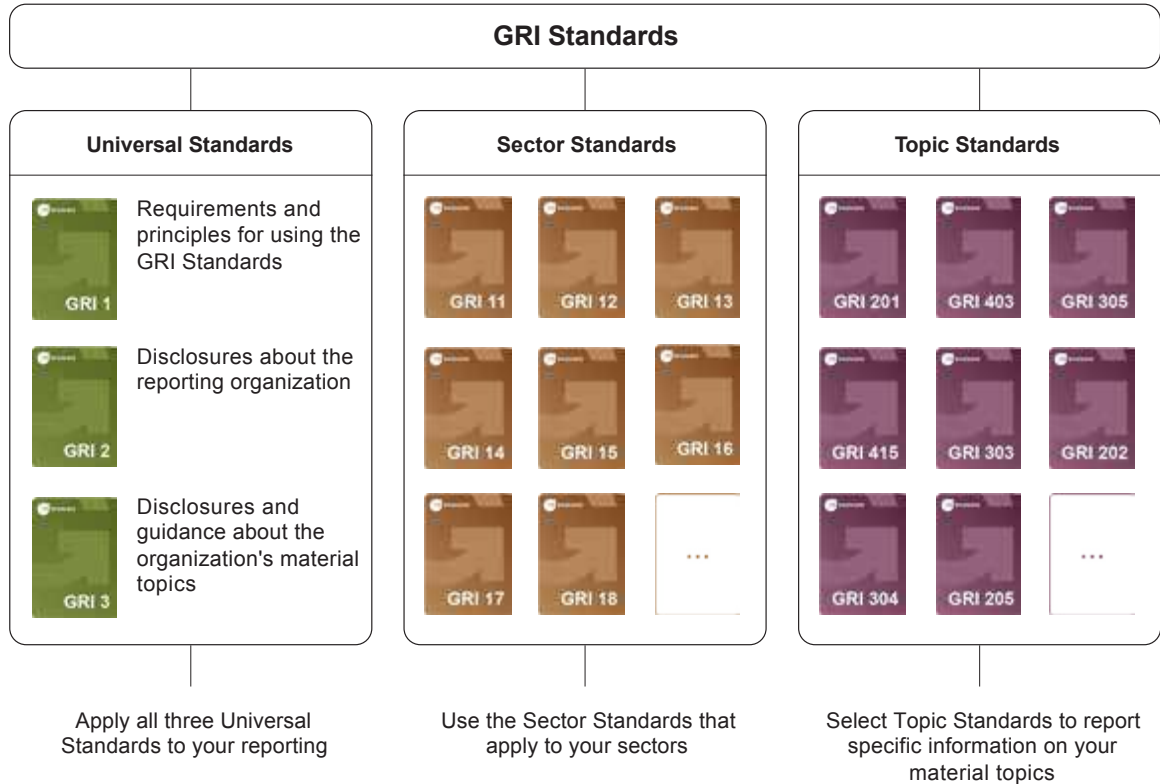 GRI Standards
Universal Standards
GRI 1
Requirements and
principles for using the
GRI Standards
GRI 2
Disclosures about the
reporting organization
GRI 3
Disclosures and
guidance about the
organization's material
topics
Apply all three Universal
Standards to your reporting
Sector Standards
GRI 11
GRI 12
GRI 13
GRI 14
GRI 15
GRI 16
GRI 17
GRI 18
...
Use the Sector Standards that
apply to your sectors
Topic Standards
GRI 201
GRI 403
GRI 305
GRI 415
GRI 303
GRI 202
GRI 304
GRI 205
...
Select Topic Standards to report
specific information on your
material topics